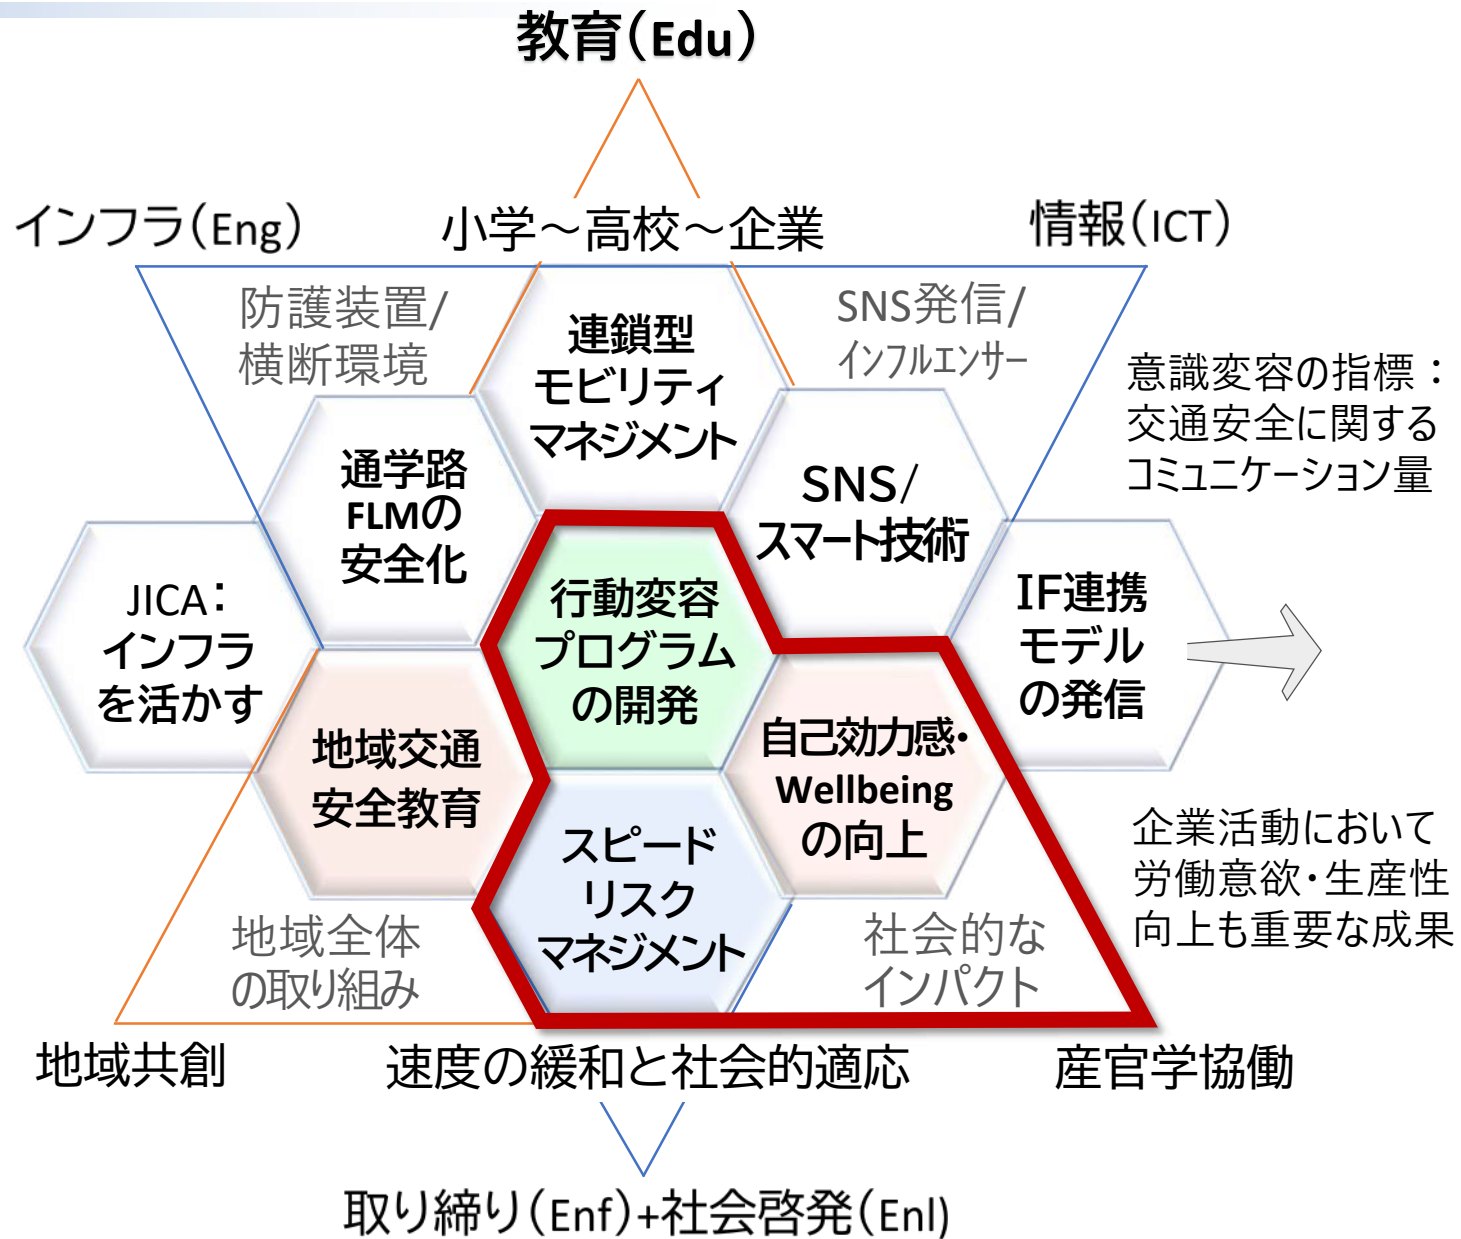 教育(Edu)
インフラ(Eng)
小学～高校～企業
情報(ICT)
防護装置/
横断環境
連鎖型
モビリティ
マネジメント
SNS発信/
インフルエンサー
意識変容の指標：
交通安全に関する
コミュニケーション量
通学路
FLMの
安全化
SNS/
スマート技術
JICA：
インフラ
を活かす
行動変容
プログラム
の開発
IF連携
モデル
の発信
地域交通
安全教育
自己効力感・
Wellbeing
の向上
スピード
リスク
マネジメント
企業活動において
労働意欲・生産性
向上も重要な成果
地域全体
の取り組み
社会的な
インパクト
地域共創
速度の緩和と社会的適応
産官学協働
取り締り(Enf)+社会啓発(Enl)